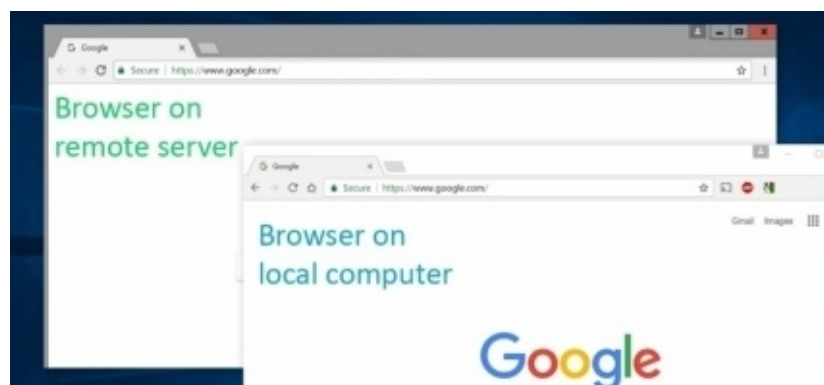 Google
Secure | https://www.google.com/
Browser on
remote server
Google
Secure | https://www.google.com/
Gmail Images
Browser on
local computer
Google